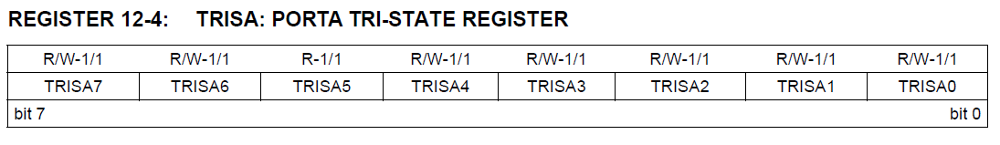 REGISTER 12-4: TRISA: PORTA TRI-STATE REGISTER
R/W-1/1 R/W-1/1 R-1/1 R/W-1/1 R/W-1/1 R/W-1/1 R/W-1/1 R/W-1/1
TRISA7 TRISA6 TRISA5 TRISA4 TRISA3 TRISA2 TRISA1 TRISA0
bit 7 bit 0